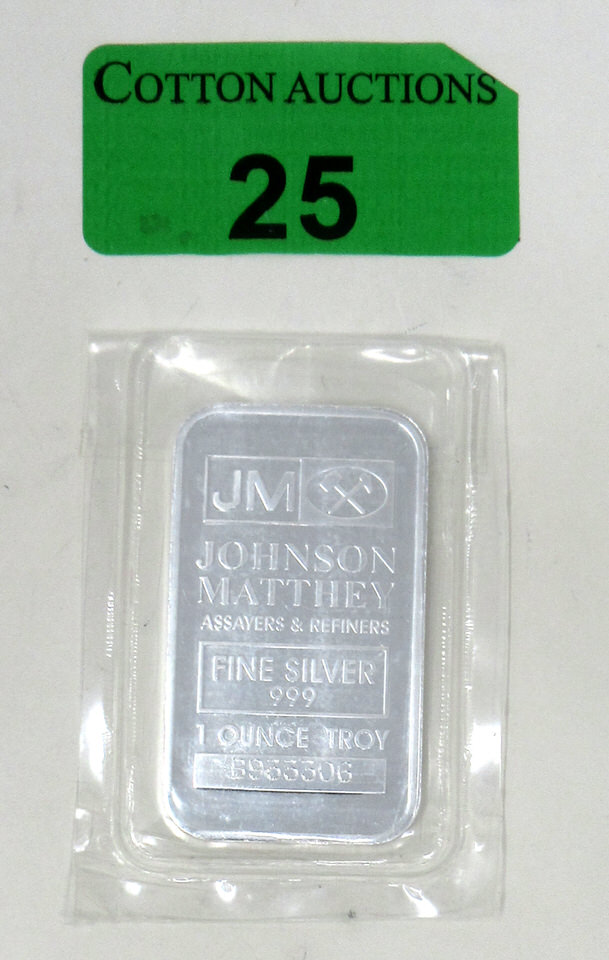 COTTON AUCTIONS
25
JM
JOHNSON
MATTHEY
ASSAYERS & REFINERS
FINE SILVER
999
1 OUNCE TROY